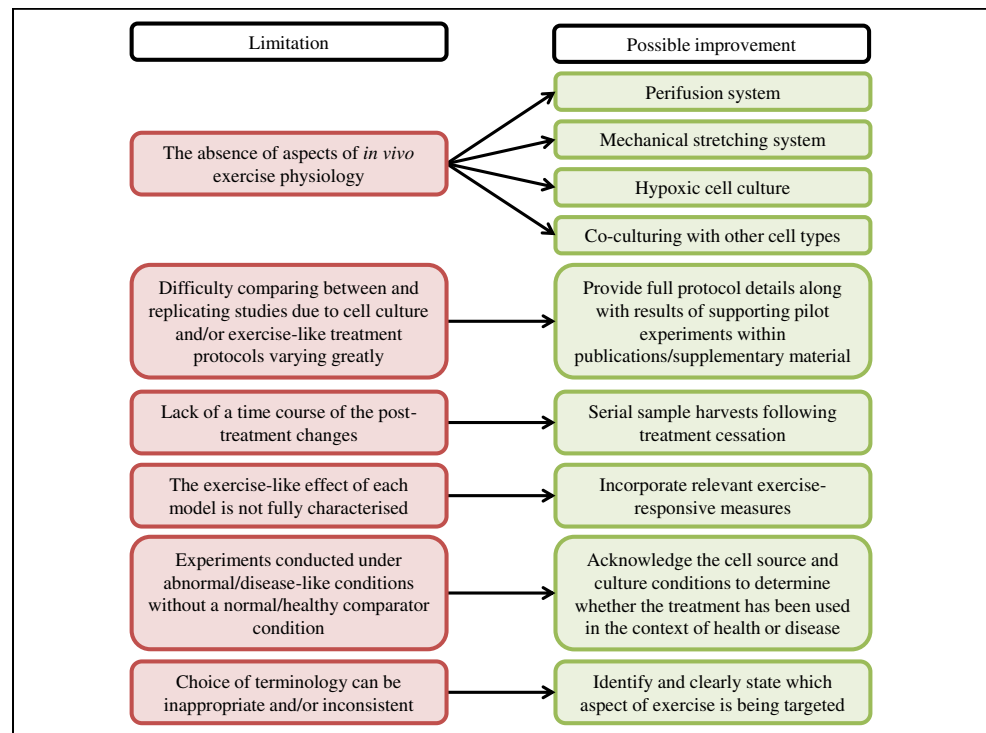 Limitation
Possible improvement
The absence of aspects of in vivo
exercise physiology
Perifusion system
Mechanical stretching system
Hypoxic cell culture
Co-culturing with other cell types
Difficulty comparing between and
replicating studies due to cell culture
and/or exercise-like treatment
protocols varying greatly
Provide full protocol details along
with results of supporting pilot
experiments within
publications/supplementary material
Lack of a time course of the post-
treatment changes
Serial sample harvests following
treatment cessation
The exercise-like effect of each
model is not fully characterised
Incorporate relevant exercise-
responsive measures
Experiments conducted under
abnormal/disease-like conditions
without a normal/healthy comparator
condition
Acknowledge the cell source and
culture conditions to determine
whether the treatment has been used
in the context of health or disease
Choice of terminology can be
inappropriate and/or inconsistent
Identify and clearly state which
aspect of exercise is being targeted